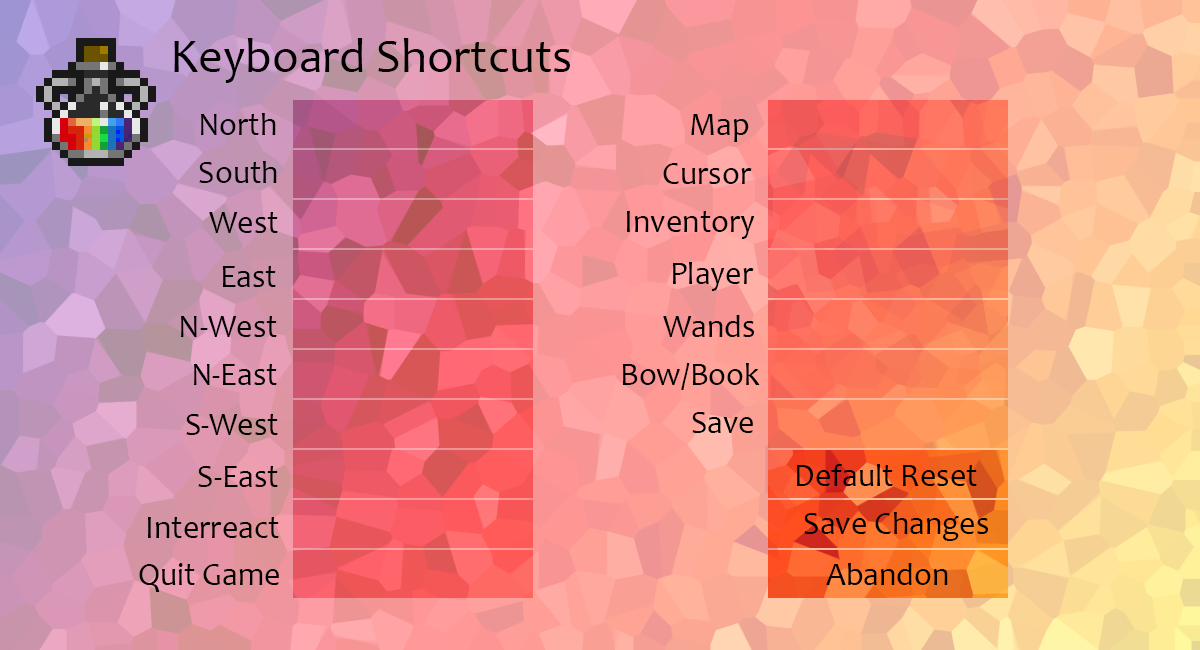 Keyboard Shortcuts
North
South
West
East
N-West
N-East
S-West
S-East
Interreact
Quit Game
Map
Cursor
Inventory
Player
Wands
Bow/Book
Save
Default Reset
Save Changes
Abandon